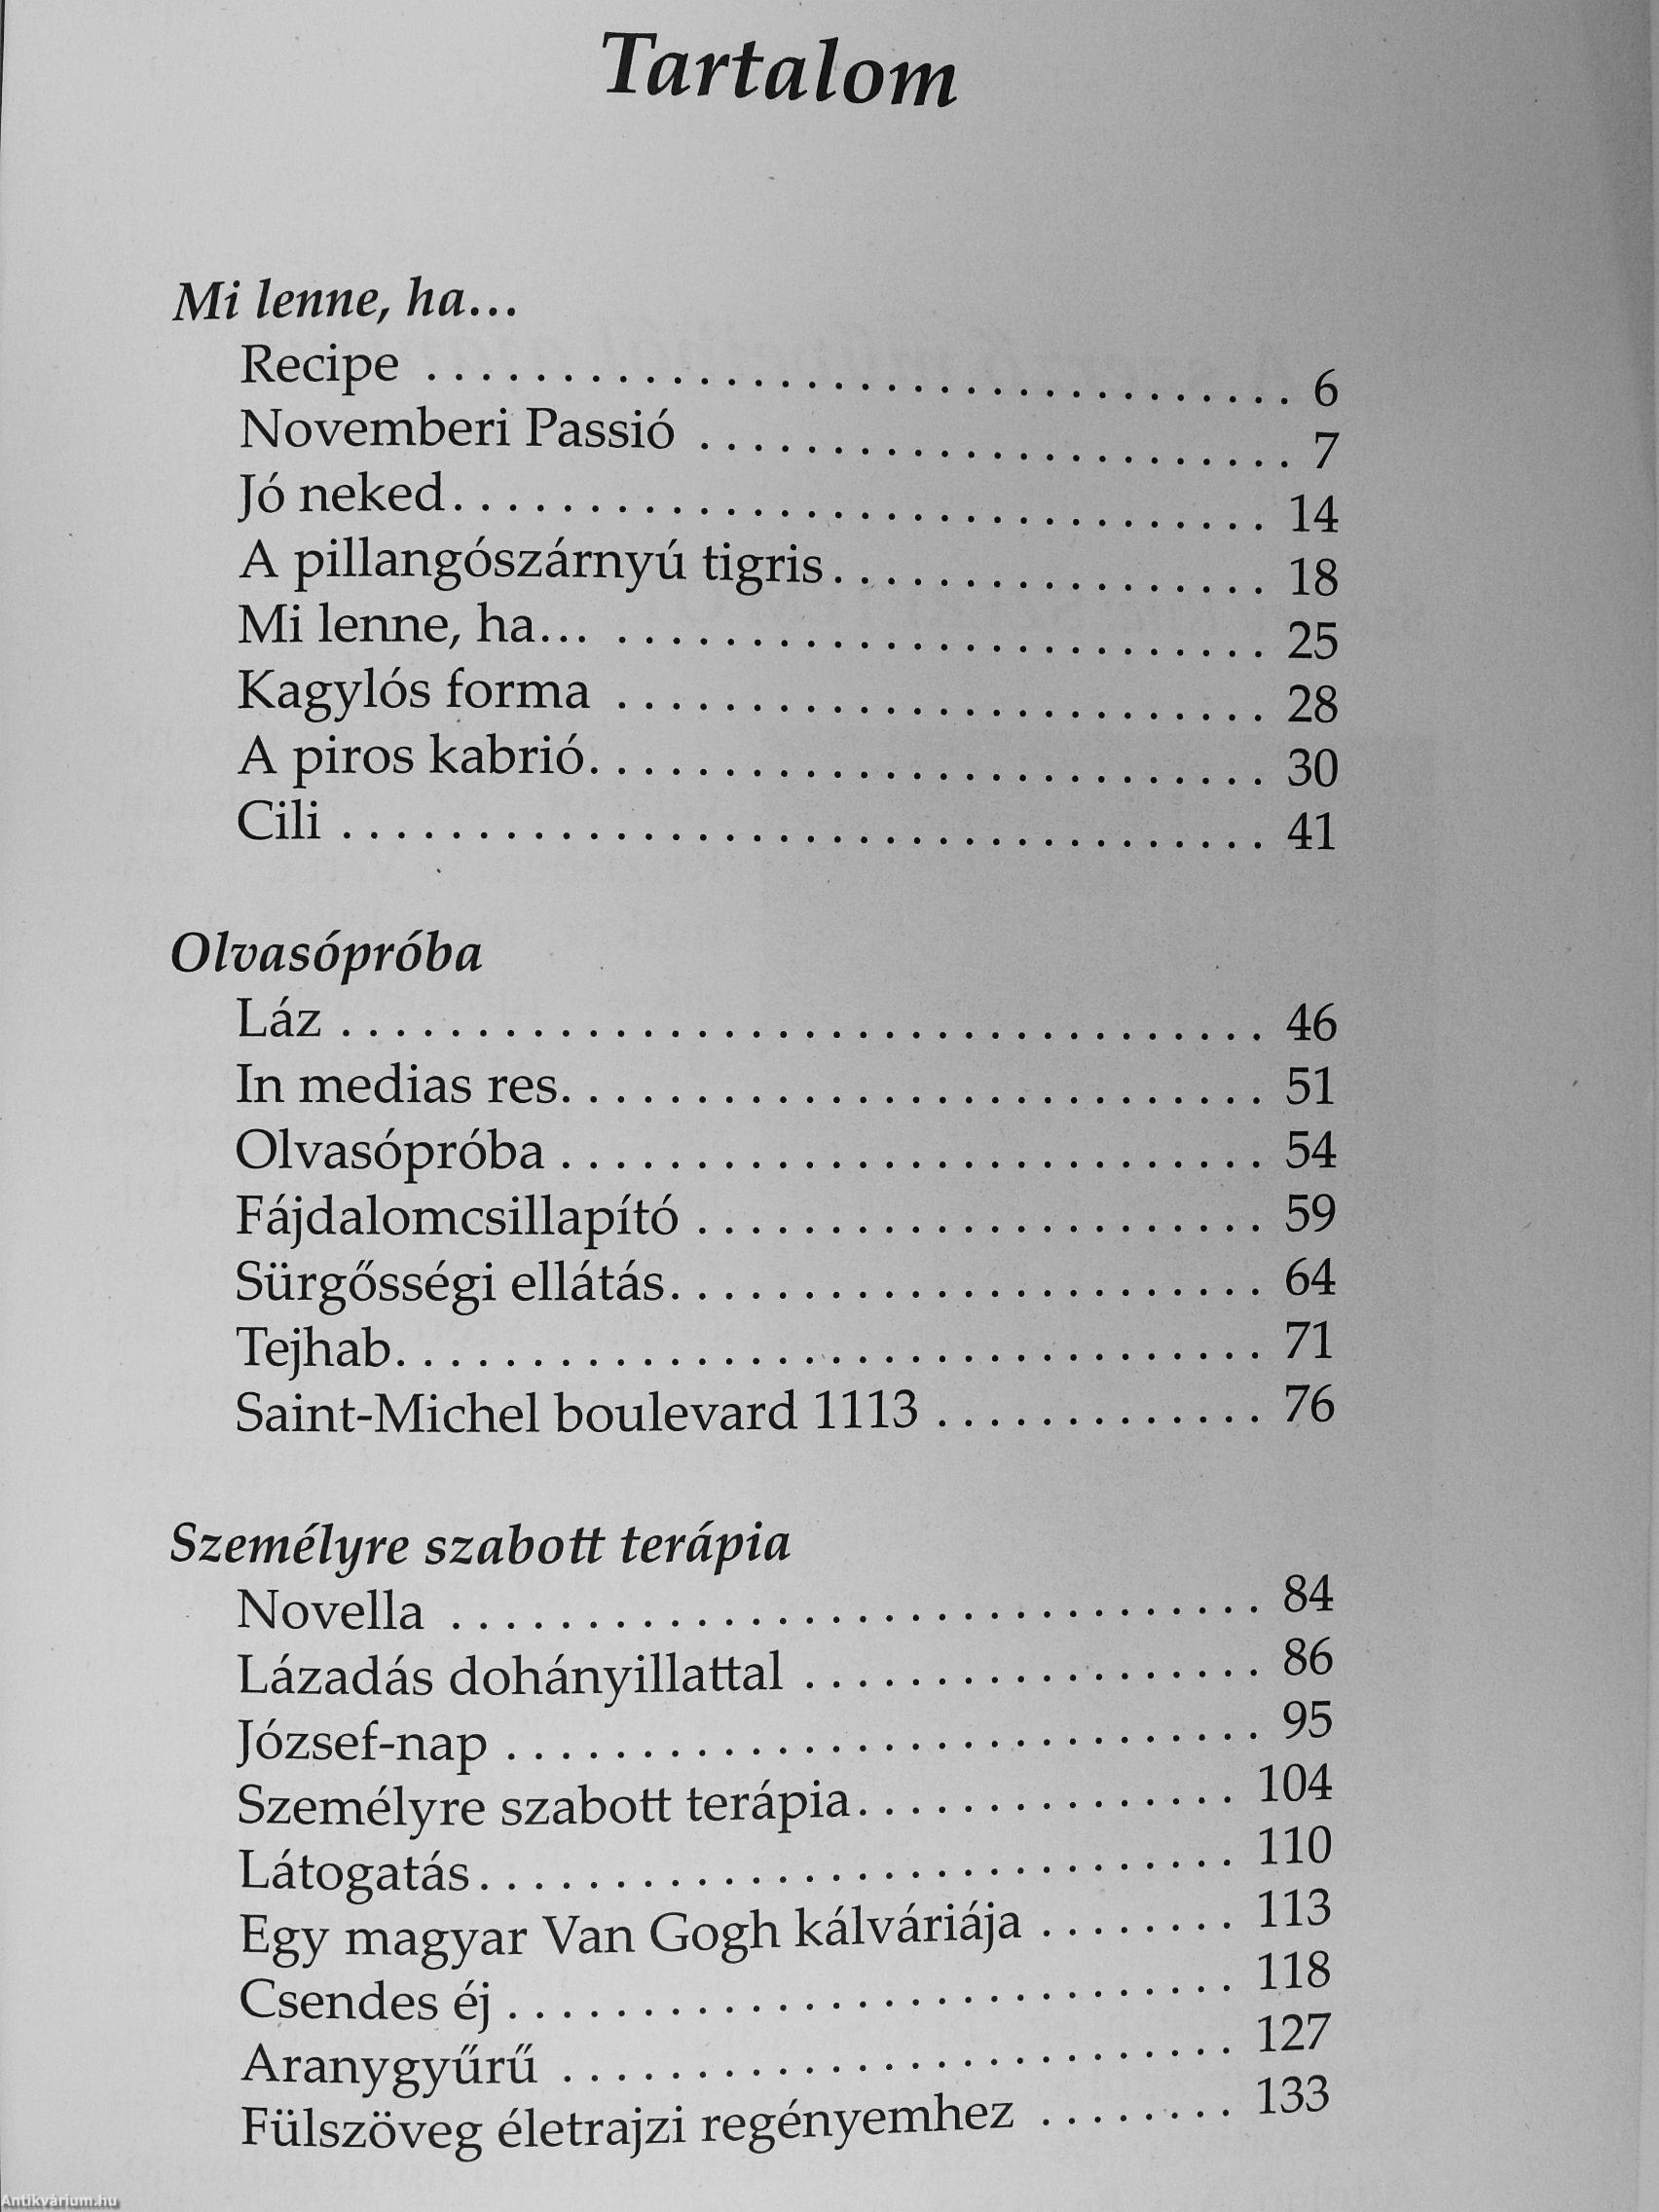 Tartalom
Mi lenne, ha...
Recipe . . . . . . . . . . . . . . . . . . . . . . . . . . . . . . . . 6
Novemberi Passió . . . . . . . . . . . . . . . . . . . . . . 7
Jó neked. . . . . . . . . . . . . . . . . . . . . . . . . . . . . . 14
A pillangószárnyú tigris. . . . . . . . . . . . . . . . . 18
Mi lenne, ha... . . . . . . . . . . . . . . . . . . . . . . . . . 25
Kagylós forma . . . . . . . . . . . . . . . . . . . . . . . . . 28
A piros kabrió. . . . . . . . . . . . . . . . . . . . . . . . . . 30
Cili . . . . . . . . . . . . . . . . . . . . . . . . . . . . . . . . . . . 41
Olvasópróba
Láz . . . . . . . . . . . . . . . . . . . . . . . . . . . . . . . . . . . 46
In medias res. . . . . . . . . . . . . . . . . . . . . . . . . . . 51
Olvasópróba . . . . . . . . . . . . . . . . . . . . . . . . . . . 54
Fájdalomcsillapító . . . . . . . . . . . . . . . . . . . . . . 59
Sürgősségi ellátás. . . . . . . . . . . . . . . . . . . . . . . 64
Tejhab. . . . . . . . . . . . . . . . . . . . . . . . . . . . . . . . . 71
Saint-Michel boulevard 1113 . . . . . . . . . . . . . 76
Személyre szabott terápia
Novella . . . . . . . . . . . . . . . . . . . . . . . . . . . . . . . 84
Lázadás dohányillattal . . . . . . . . . . . . . . . . . . 86
József-nap . . . . . . . . . . . . . . . . . . . . . . . . . . . . . 95
Személyre szabott terápia. . . . . . . . . . . . . . . 104
Látogatás. . . . . . . . . . . . . . . . . . . . . . . . . . . . . 110
Egy magyar Van Gogh kálváriája . . . . . . . . 113
Csendes éj . . . . . . . . . . . . . . . . . . . . . . . . . . . . 118
Aranygyűrű . . . . . . . . . . . . . . . . . . . . . . . . . . 127
Fülszöveg életrajzi regényemhez . . . . . . . . 133
Antikvárium.hu